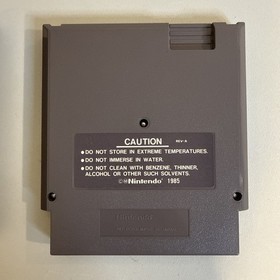 CAUTION REV-A
• DO NOT STORE IN EXTREME TEMPERATURES.
• DO NOT IMMERSE IN WATER.
• DO NOT CLEAN WITH BENZENE, THINNER,
ALCOHOL OR OTHER SUCH SOLVENTS.
©®Nintendo 1985